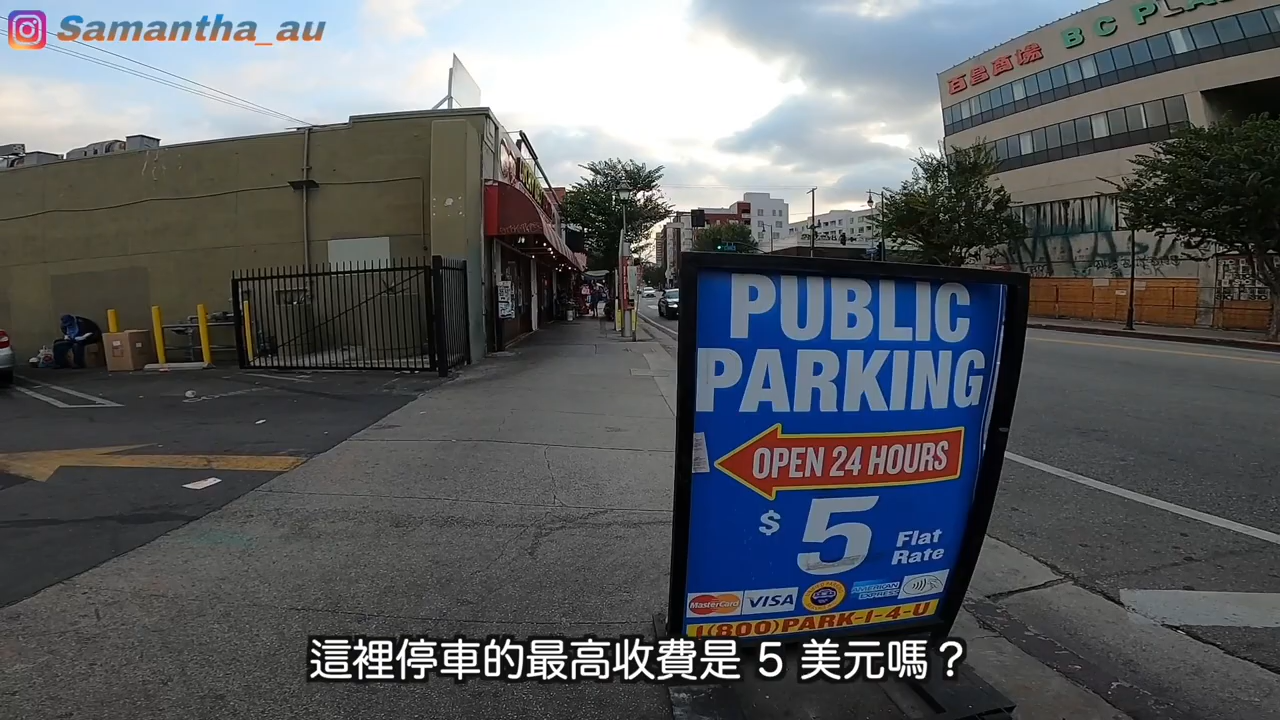 Samantha_au
百昌商場 B C PLA
PUBLIC
PARKING
OPEN 24 HOURS
$ 5 Flat
Rate
MasterCard VISA AMERICAN EXPRESS
1(800)PARK-I-4-U
這裡停車的最高收費是 5 美元嗎？